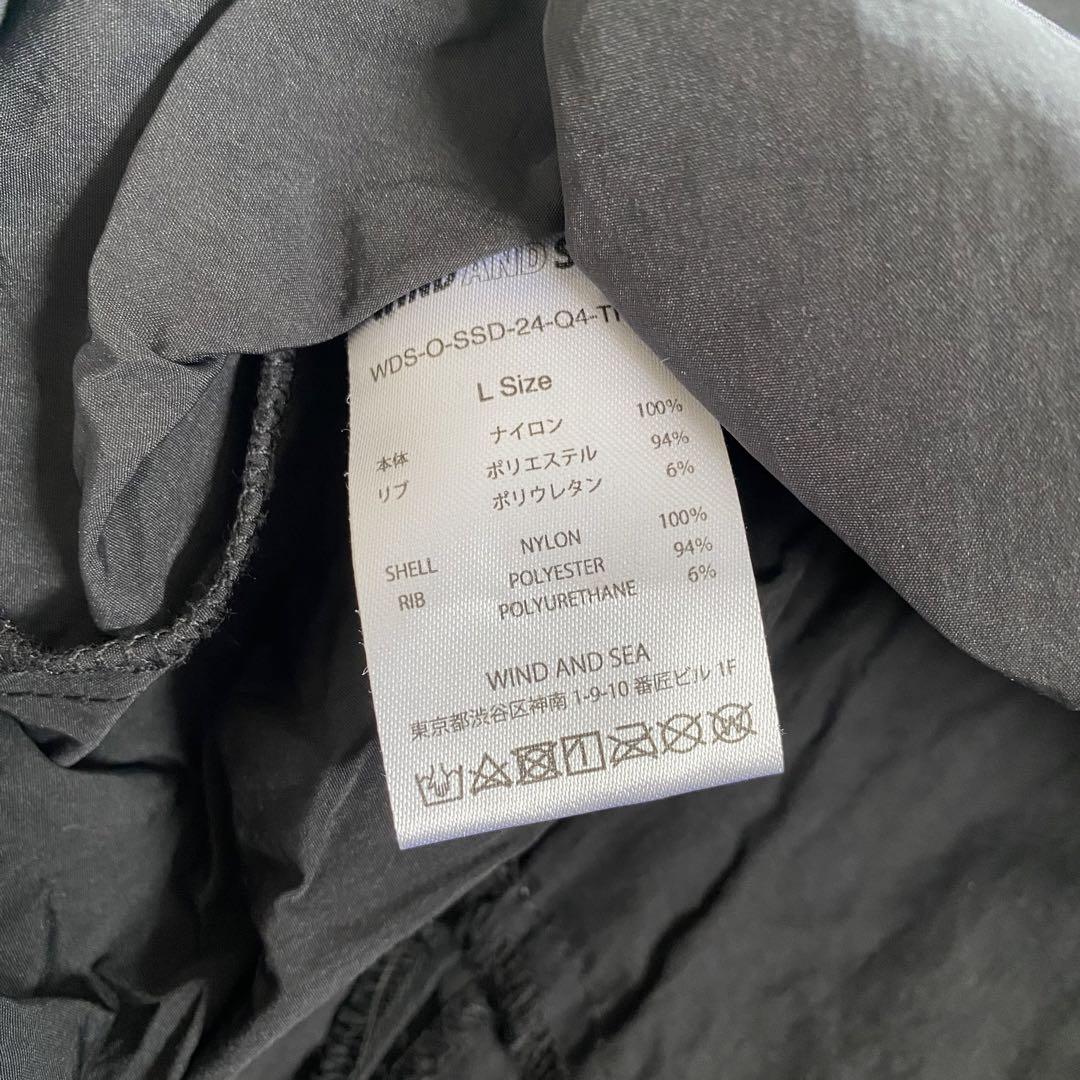 AND
WDS-O-SSD-24-Q4-
L Size
本体 ナイロン 100%
リブ ポリエステル 94%
ポリウレタン 6%
SHELL NYLON 100%
RIB POLYESTER 94%
POLYURETHANE 6%
WIND AND SEA
東京都渋谷区神南 1-9-10 番匠ビル 1F